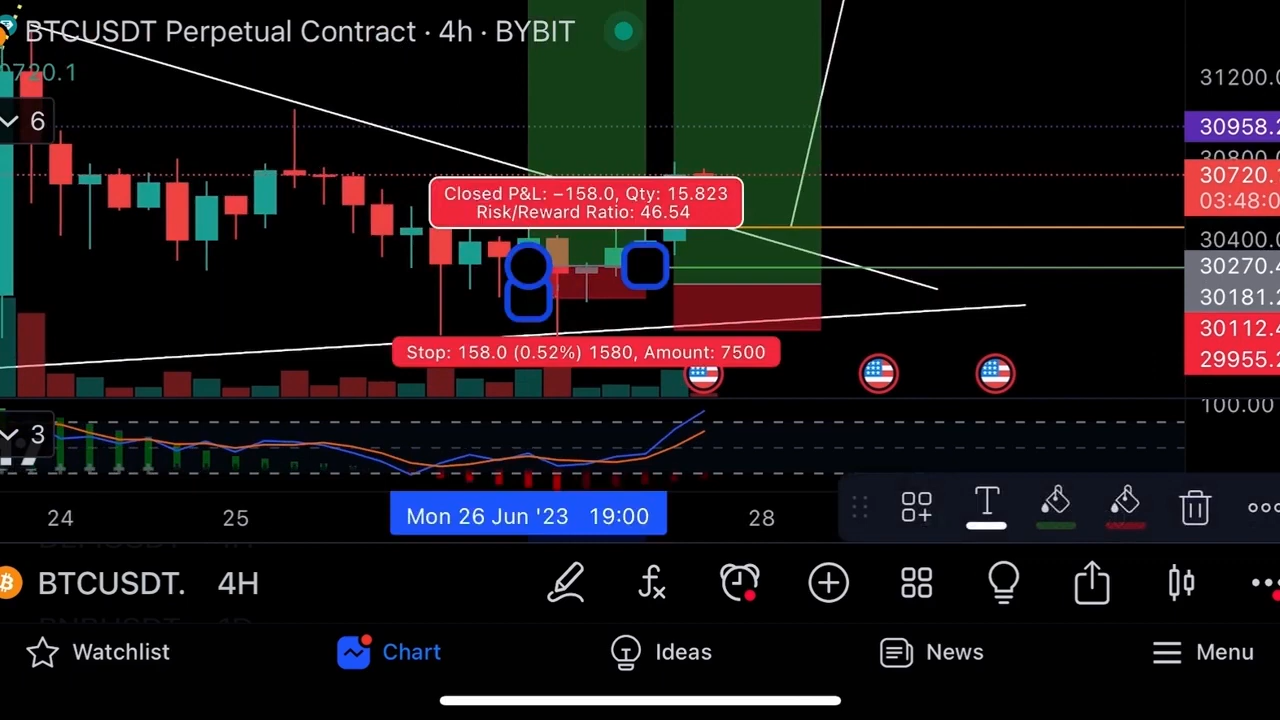 BTCUSDT Perpetual Contract · 4h · BYBIT
31200.
6
30958.2
30800.
Closed P&L: −158.0, Qty: 15.823
Risk/Reward Ratio: 46.54
30720.1
03:48:0
30400.
30270.4
30181.2
30112.4
Stop: 158.0 (0.52%) 1580, Amount: 7500
29955.2
100.00
3
24 25 Mon 26 Jun '23 19:00 28
BTCUSDT. 4H
Watchlist Chart Ideas News Menu